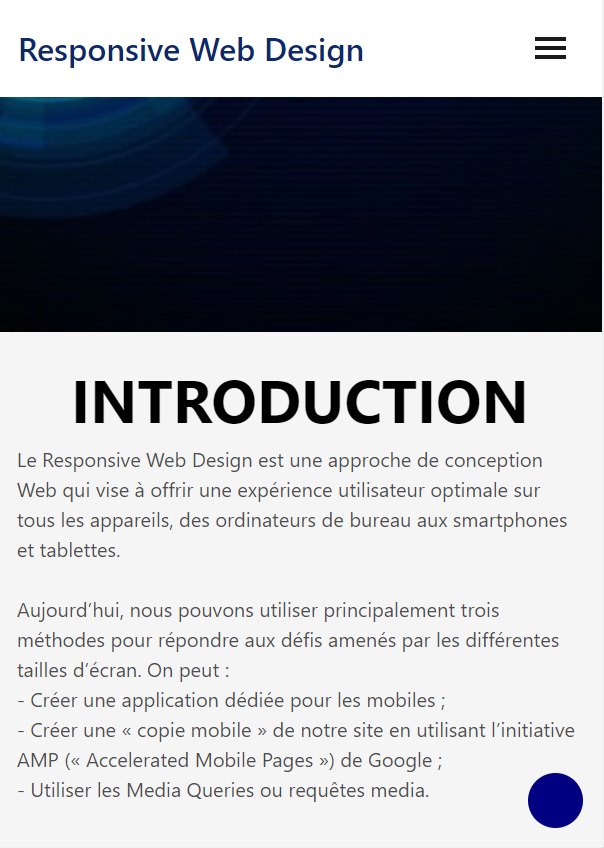 Responsive Web Design
INTRODUCTION
Le Responsive Web Design est une approche de conception
Web qui vise à offrir une expérience utilisateur optimale sur
tous les appareils, des ordinateurs de bureau aux smartphones
et tablettes.
Aujourd’hui, nous pouvons utiliser principalement trois
méthodes pour répondre aux défis amenés par les différentes
tailles d’écran. On peut :
- Créer une application dédiée pour les mobiles ;
- Créer une « copie mobile » de notre site en utilisant l’initiative
AMP (« Accelerated Mobile Pages ») de Google ;
- Utiliser les Media Queries ou requêtes media.